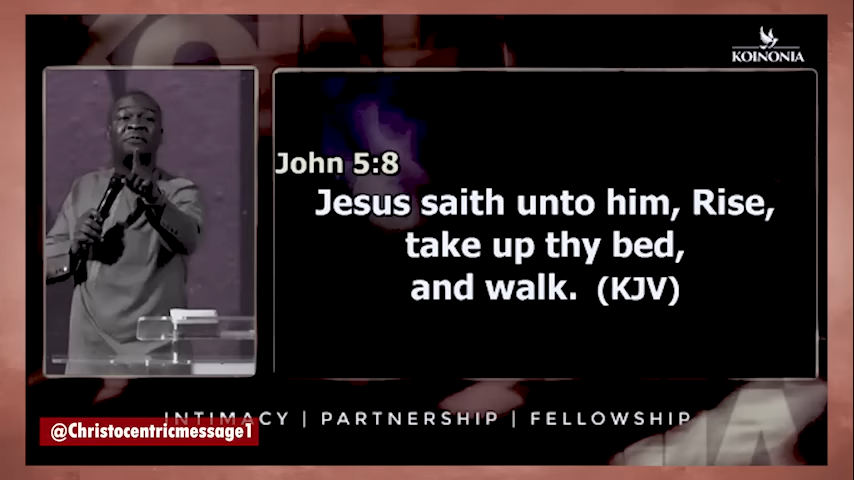 KOINONIA
John 5:8
Jesus saith unto him, Rise,
take up thy bed,
and walk. (KJV)
INTIMACY | PARTNERSHIP | FELLOWSHIP
@Christocentricmessage1